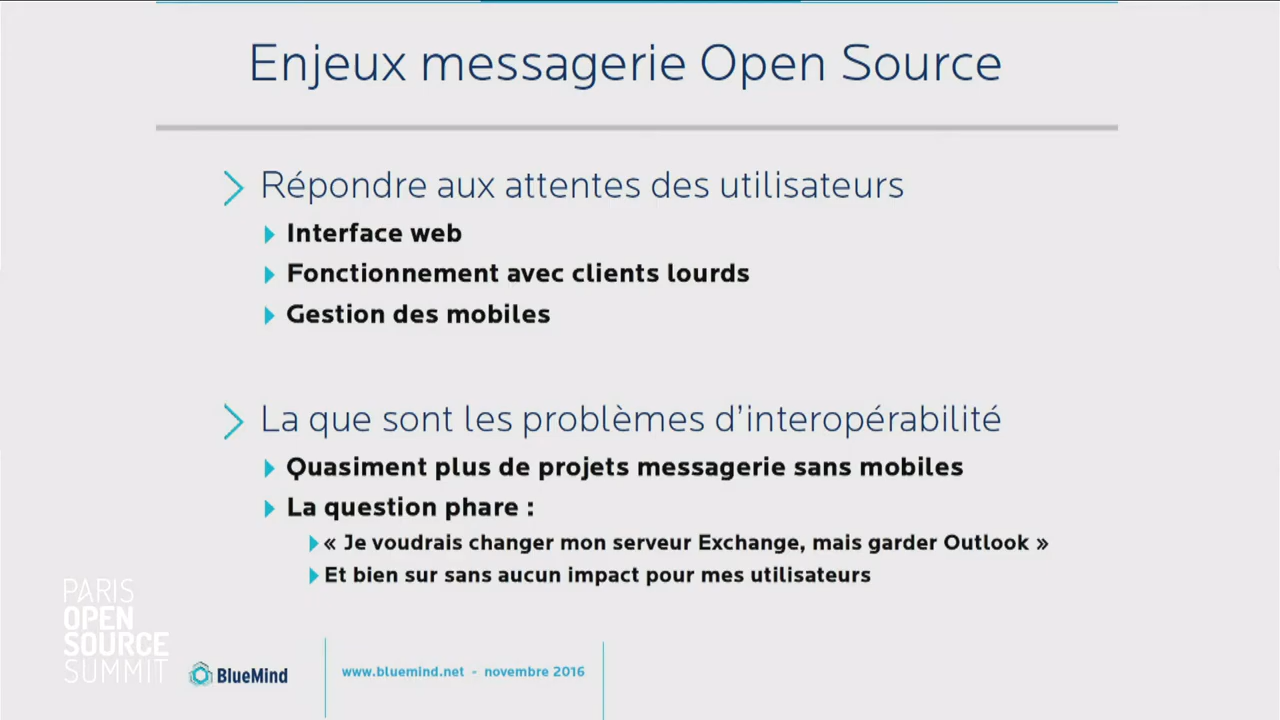 Enjeux messagerie Open Source
Répondre aux attentes des utilisateurs
Interface web
Fonctionnement avec clients lourds
Gestion des mobiles
La que sont les problèmes d’interopérabilité
Quasiment plus de projets messagerie sans mobiles
La question phare :
« Je voudrais changer mon serveur Exchange, mais garder Outlook »
Et bien sur sans aucun impact pour mes utilisateurs
PARIS
OPEN
SOURCE
SUMMIT
BlueMind
www.bluemind.net - novembre 2016